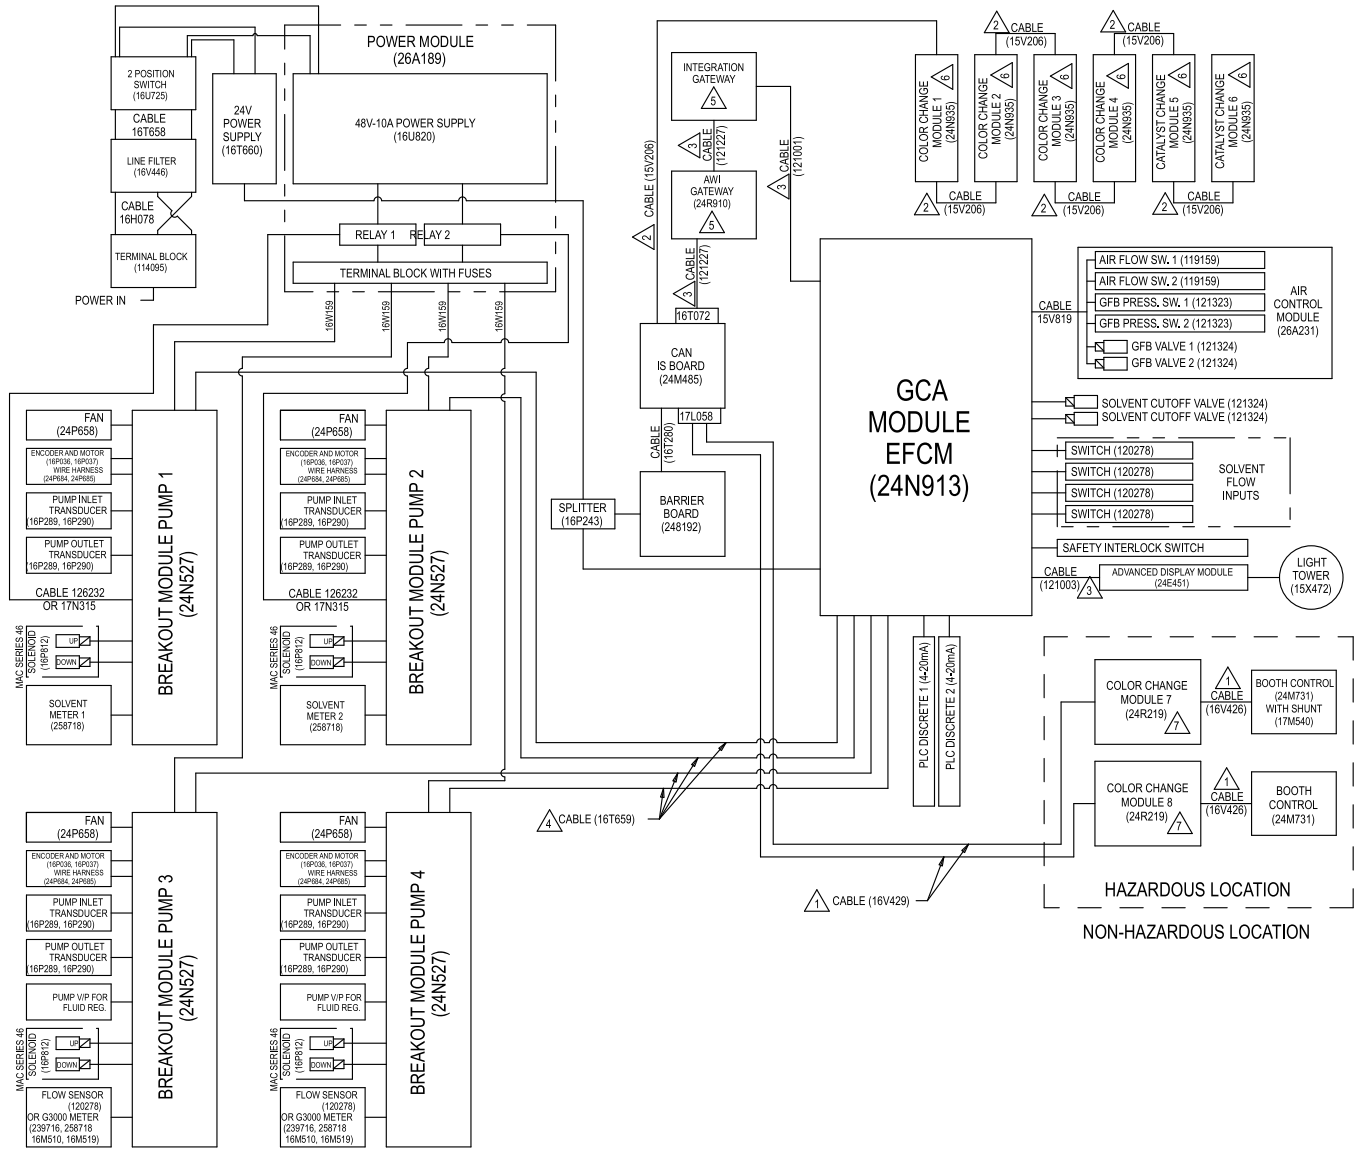 POWER MODULE
(26A189)
2 POSITION
SWITCH
(16U725)
CABLE
16T658
LINE FILTER
(16V446)
CABLE
16H078
TERMINAL BLOCK
(114095)
POWER IN
24V
POWER
SUPPLY
(16T660)
48V-10A POWER SUPPLY
(16U820)
RELAY 1
RELAY 2
TERMINAL BLOCK WITH FUSES
16W159
16W159
16W159
16W159
INTEGRATION
GATEWAY
5
3
CABLE
(121227)
AWI
GATEWAY
(24R910)
5
3
CABLE
(121227)
2
CABLE (15V206)
3
CABLE
(121001)
16T072
CAN
IS BOARD
(24M485)
17L058
CABLE
(16T280)
BARRIER
BOARD
(248192)
SPLITTER
(16P243)
GCA
MODULE
EFCM
(24N913)
2
CABLE
(15V206)
2
CABLE
(15V206)
COLOR CHANGE
MODULE 1
(24N935)
6
COLOR CHANGE
MODULE 2
(24N935)
6
COLOR CHANGE
MODULE 3
(24N935)
6
COLOR CHANGE
MODULE 4
(24N935)
6
CATALYST CHANGE
MODULE 5
(24N935)
6
CATALYST CHANGE
MODULE 6
(24N935)
6
2
CABLE
(15V206)
2
CABLE
(15V206)
2
CABLE
(15V206)
CABLE
15V819
AIR FLOW SW. 1 (119159)
AIR FLOW SW. 2 (119159)
GFB PRESS. SW. 1 (121323)
GFB PRESS. SW. 2 (121323)
GFB VALVE 1 (121324)
GFB VALVE 2 (121324)
AIR
CONTROL
MODULE
(26A231)
SOLVENT CUTOFF VALVE (121324)
SOLVENT CUTOFF VALVE (121324)
SWITCH (120278)
SWITCH (120278)
SWITCH (120278)
SWITCH (120278)
SOLVENT
FLOW
INPUTS
SAFETY INTERLOCK SWITCH
CABLE
(121003)
3
ADVANCED DISPLAY MODULE
(24E451)
LIGHT
TOWER
(15X472)
PLC DISCRETE 1 (4-20mA)
PLC DISCRETE 2 (4-20mA)
COLOR CHANGE
MODULE 7
(24R219)
7
1
CABLE
(16V426)
BOOTH CONTROL
(24M731)
WITH SHUNT
(17M540)
COLOR CHANGE
MODULE 8
(24R219)
7
1
CABLE
(16V426)
BOOTH
CONTROL
(24M731)
HAZARDOUS LOCATION
NON-HAZARDOUS LOCATION
4
CABLE (16T659)
1
CABLE (16V429)
FAN
(24P658)
ENCODER AND MOTOR
(16P036, 16P037)
WIRE HARNESS
(24P684, 24P685)
PUMP INLET
TRANSDUCER
(16P289, 16P290)
PUMP OUTLET
TRANSDUCER
(16P289, 16P290)
CABLE 126232
OR 17N315
MAC SERIES 46
SOLENOID
(16P812)
UP
DOWN
SOLVENT
METER 1
(258718)
BREAKOUT MODULE PUMP 1
(24N527)
FAN
(24P658)
ENCODER AND MOTOR
(16P036, 16P037)
WIRE HARNESS
(24P684, 24P685)
PUMP INLET
TRANSDUCER
(16P289, 16P290)
PUMP OUTLET
TRANSDUCER
(16P289, 16P290)
CABLE 126232
OR 17N315
MAC SERIES 46
SOLENOID
(16P812)
UP
DOWN
SOLVENT
METER 2
(258718)
BREAKOUT MODULE PUMP 2
(24N527)
FAN
(24P658)
ENCODER AND MOTOR
(16P036, 16P037)
WIRE HARNESS
(24P684, 24P685)
PUMP INLET
TRANSDUCER
(16P289, 16P290)
PUMP OUTLET
TRANSDUCER
(16P289, 16P290)
PUMP V/P FOR
FLUID REG.
MAC SERIES 46
SOLENOID
(16P812)
UP
DOWN
FLOW SENSOR
(120278)
OR G3000 METER
(239716, 258718
16M510, 16M519)
BREAKOUT MODULE PUMP 3
(24N527)
FAN
(24P658)
ENCODER AND MOTOR
(16P036, 16P037)
WIRE HARNESS
(24P684, 24P685)
PUMP INLET
TRANSDUCER
(16P289, 16P290)
PUMP OUTLET
TRANSDUCER
(16P289, 16P290)
PUMP V/P FOR
FLUID REG.
MAC SERIES 46
SOLENOID
(16P812)
UP
DOWN
FLOW SENSOR
(120278)
OR G3000 METER
(239716, 258718
16M510, 16M519)
BREAKOUT MODULE PUMP 4
(24N527)